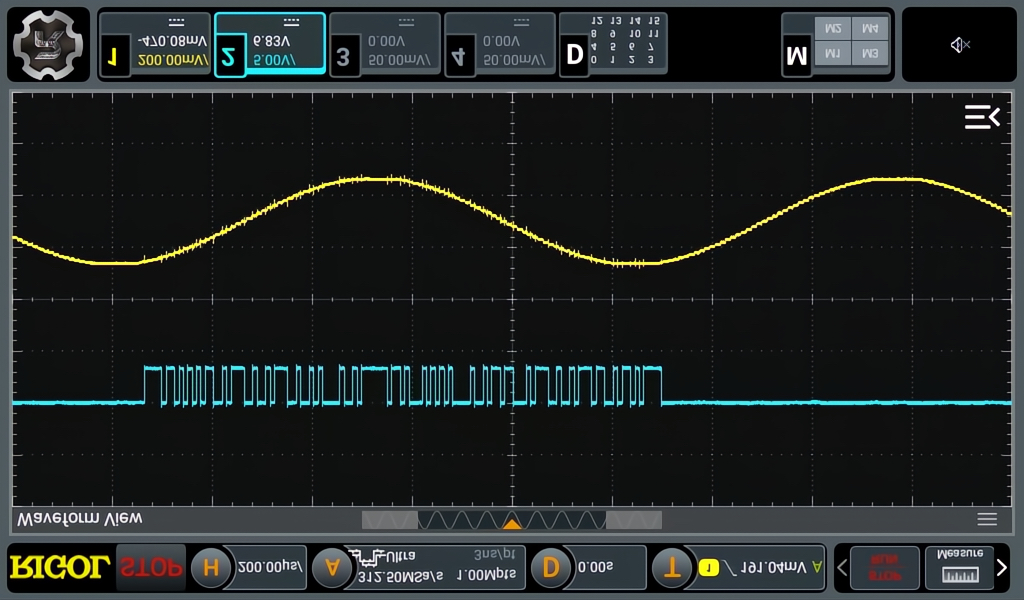 1 -470.08mV 200.00mV/
2 6.83V 5.00V/
3 0.00V 50.00mV/
4 0.00V 50.00mV/
D
12 13 14 15
8 9 10 11
4 5 6 7
0 1 2 3
M
M2 M4
M1 M3
Waveform View
RIGOL STOP
H 200.00μs/
A Ultra 3ns/pt
312.50MSa/s 1.00Mpts
D 0.00s
T 1 191.04mV A
RUN
STOP
Measure